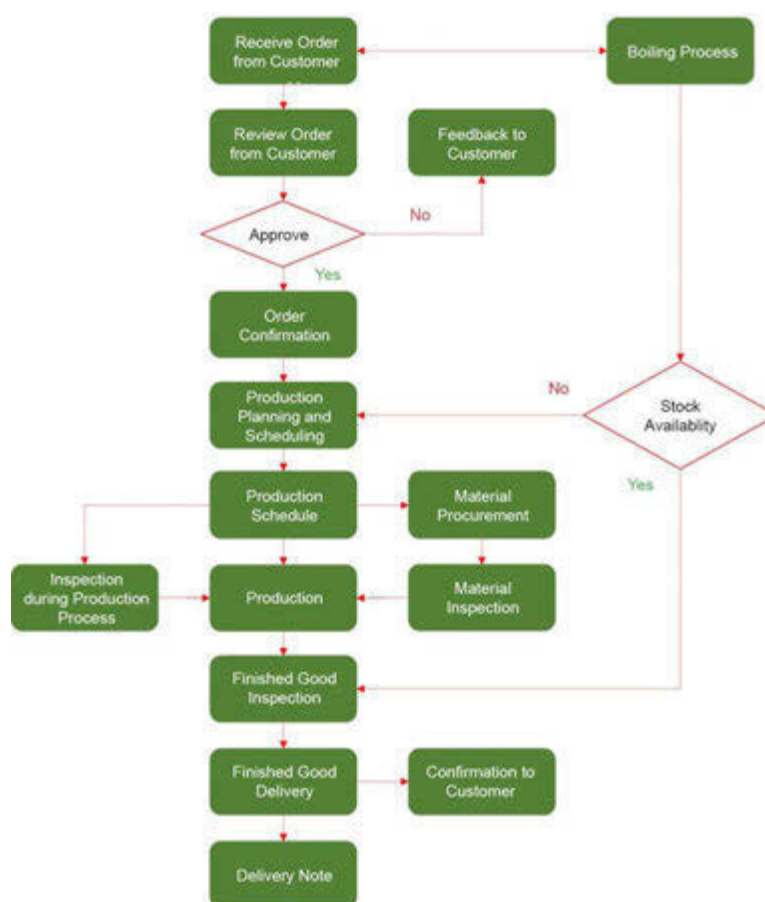 Receive Order
from Customer
Boiling Process
Review Order
from Customer
Feedback to
Customer
No
Approve
Yes
Order
Confirmation
Production
Planning and
Scheduling
No
Stock
Availablity
Yes
Production
Schedule
Material
Procurement
Inspection
during Production
Process
Production
Material
Inspection
Finished Good
Inspection
Finished Good
Delivery
Confirmation to
Customer
Delivery Note